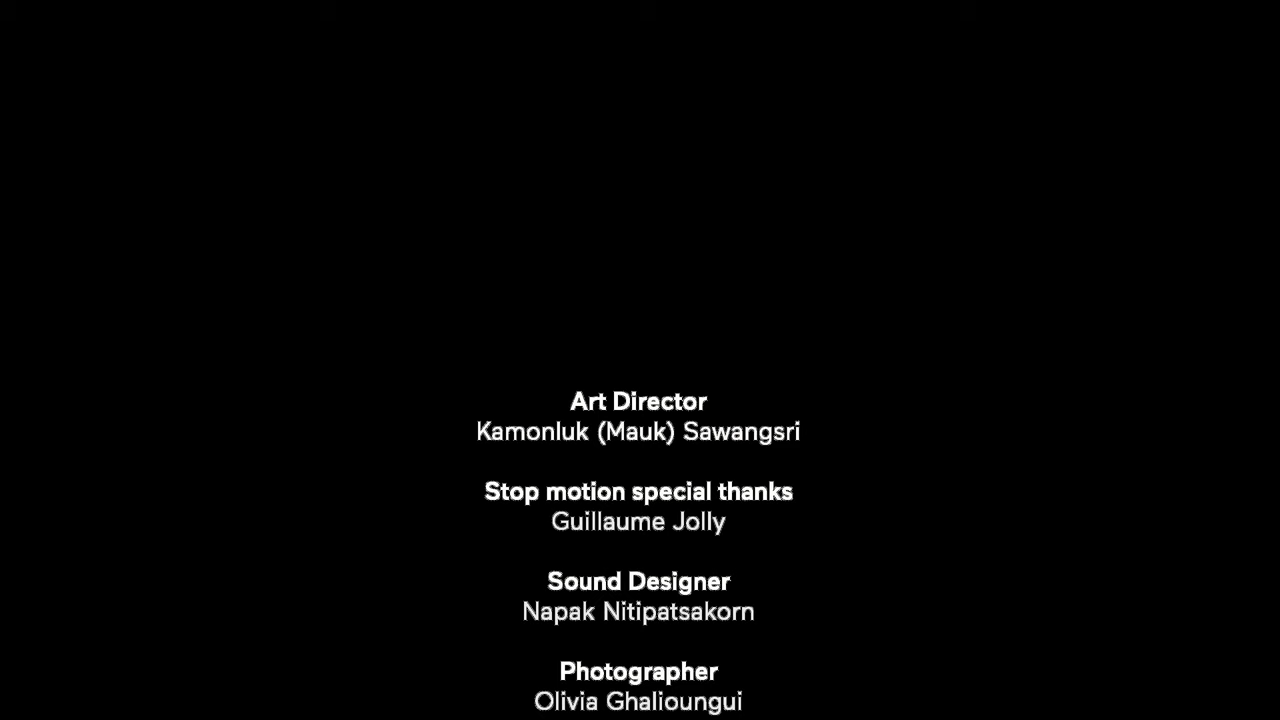 Art Director
Kamonluk (Mauk) Sawangsri
Stop motion special thanks
Guillaume Jolly
Sound Designer
Napak Nitipatsakorn
Photographer
Olivia Ghalioungui